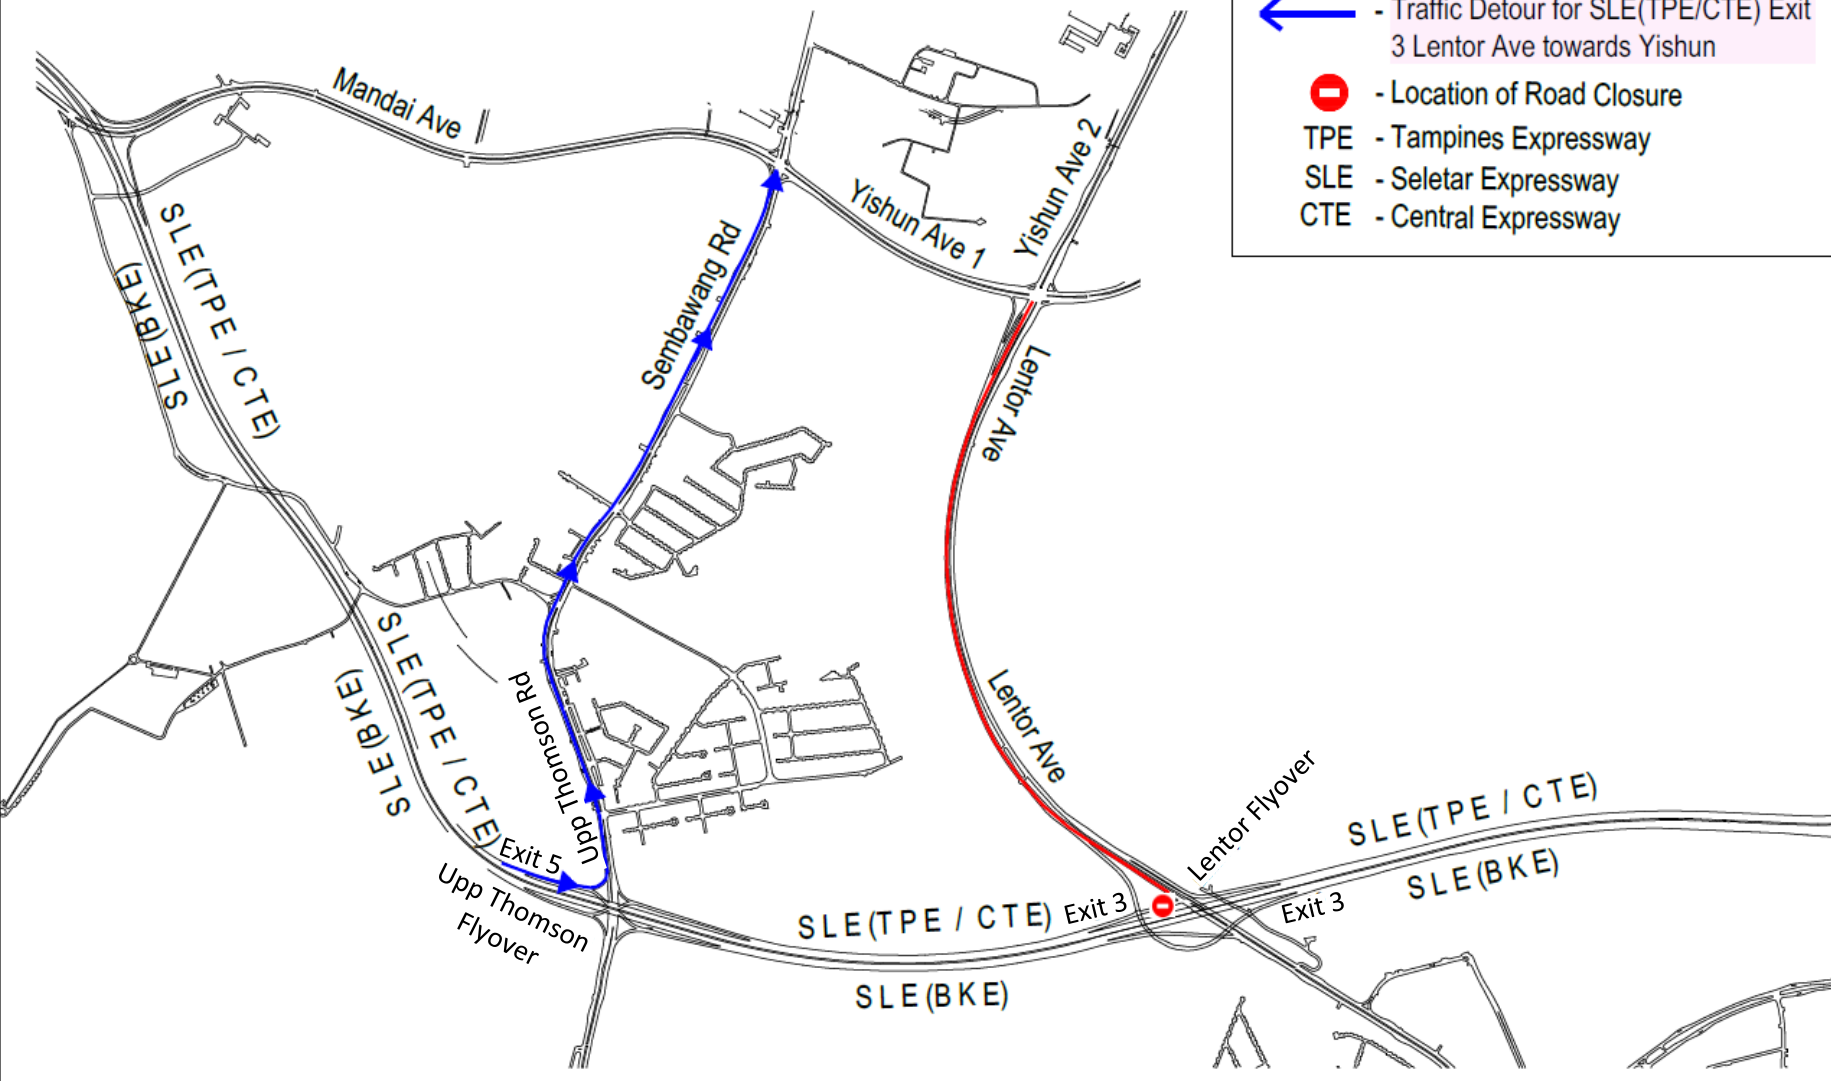 - Traffic Detour for SLE(TPE/CTE) Exit
3 Lentor Ave towards Yishun
- Location of Road Closure
TPE - Tampines Expressway
SLE - Seletar Expressway
CTE - Central Expressway
Mandai Ave
Yishun Ave 2
Yishun Ave 1
Sembawang Rd
SLE(TPE / CTE)
SLE(BKE)
Lentor Ave
SLE(TPE / CTE)
SLE(BKE)
Upp Thomson Rd
Lentor Ave
Lentor Flyover
SLE(TPE / CTE)
SLE(BKE)
Exit 5
Upp Thomson
Flyover
SLE(TPE / CTE)
Exit 3
Exit 3
SLE(BKE)